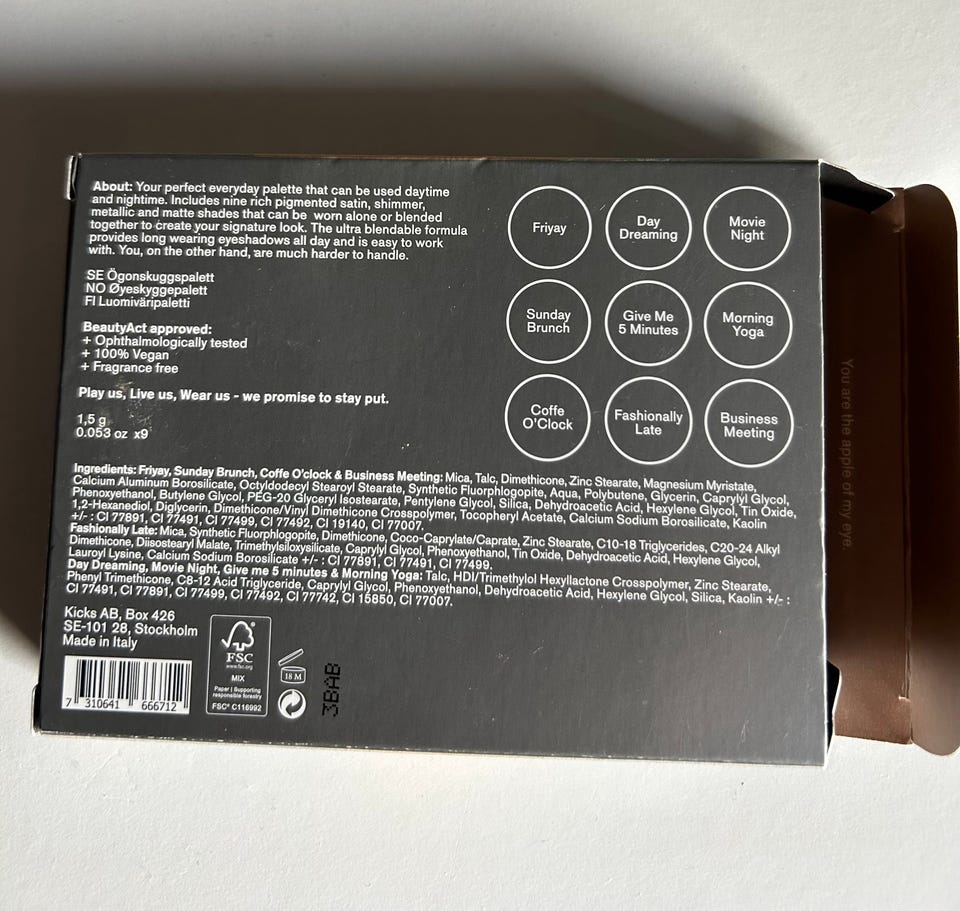 About: Your perfect everyday palette that can be used daytime
and nightime. Includes nine rich pigmented satin, shimmer,
metallic and matte shades that can be worn alone or blended
together to create your signature look. The ultra blendable formula
provides long wearing eyeshadows all day and is easy to work
with. You, on the other hand, are much harder to handle.
SE Ögonskuggspalett
NO Øyeskyggepalett
FI Luomiväripaletti
BeautyAct approved:
+ Ophthalmologically tested
+ 100% Vegan
+ Fragrance free
Play us, Live us, Wear us - we promise to stay put.
1,5 g
0.053 oz x9
Friyay
Day
Dreaming
Movie
Night
Sunday
Brunch
Give Me
5 Minutes
Morning
Yoga
Coffe
O'Clock
Fashionally
Late
Business
Meeting
Ingredients: Friyay, Sunday Brunch, Coffe O'clock & Business Meeting: Mica, Talc, Dimethicone, Zinc Stearate, Magnesium Myristate,
Calcium Aluminum Borosilicate, Octyldodecyl Stearoyl Stearate, Synthetic Fluorphlogopite, Aqua, Polybutene, Glycerin, Caprylyl Glycol,
Phenoxyethanol, Butylene Glycol, PEG-20 Glyceryl Isostearate, Pentylene Glycol, Silica, Dehydroacetic Acid, Hexylene Glycol, Tin Oxide,
1,2-Hexanediol, Diglycerin, Dimethicone/Vinyl Dimethicone Crosspolymer, Tocopheryl Acetate, Calcium Sodium Borosilicate, Kaolin
+/- : CI 77891, CI 77491, CI 77499, CI 77492, CI 19140, CI 77007.
Fashionally Late: Mica, Synthetic Fluorphlogopite, Dimethicone, Coco-Caprylate/Caprate, Zinc Stearate, C10-18 Triglycerides, C20-24 Alkyl
Dimethicone, Diisostearyl Malate, Trimethylsiloxysilicate, Caprylyl Glycol, Phenoxyethanol, Tin Oxide, Dehydroacetic Acid, Hexylene Glycol,
Lauroyl Lysine, Calcium Sodium Borosilicate +/- : CI 77891, CI 77491, CI 77499.
Day Dreaming, Movie Night, Give me 5 minutes & Morning Yoga: Talc, HDI/Trimethylol Hexyllactone Crosspolymer, Zinc Stearate,
Phenyl Trimethicone, C8-12 Acid Triglyceride, Caprylyl Glycol, Phenoxyethanol, Dehydroacetic Acid, Hexylene Glycol, Silica, Kaolin +/- :
CI 77491, CI 77891, CI 77499, CI 77492, CI 77742, CI 15850, CI 77007.
Kicks AB, Box 426
SE-101 28, Stockholm
Made in Italy
7 310641 666712
FSC
www.fsc.org
MIX
Paper | Supporting
responsible forestry
FSC® C116992
18 M
3BAB
You are the apple of my eye.